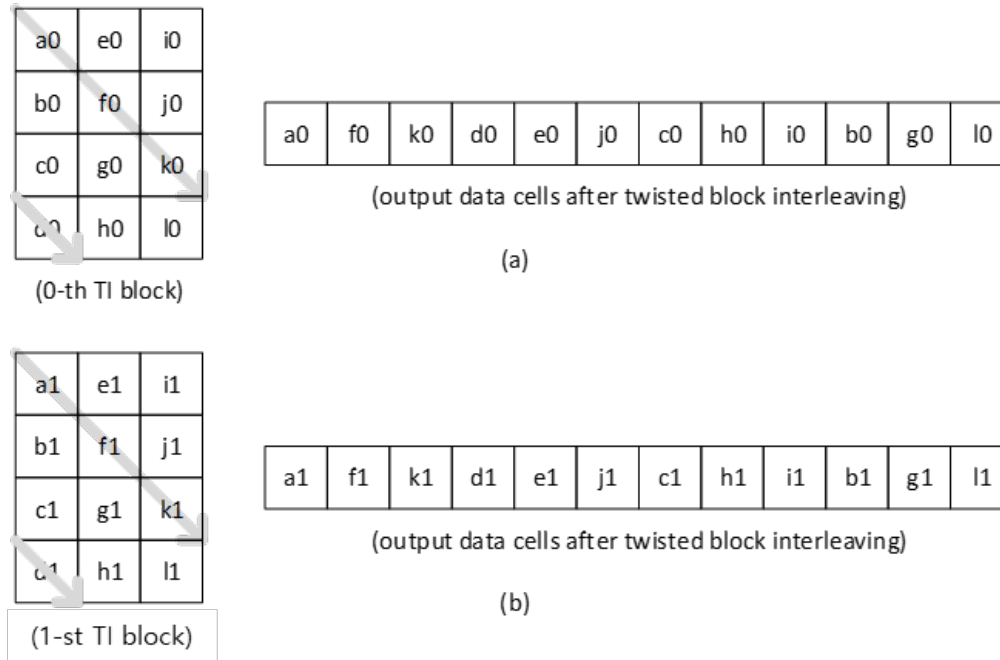 a0 e0 i0
b0 f0 j0
c0 g0 k0
d0 h0 l0
(0-th TI block)
a0 f0 k0 d0 e0 j0 c0 h0 i0 b0 g0 l0
(output data cells after twisted block interleaving)
(a)
a1 e1 i1
b1 f1 j1
c1 g1 k1
d1 h1 l1
(1-st TI block)
a1 f1 k1 d1 e1 j1 c1 h1 i1 b1 g1 l1
(output data cells after twisted block interleaving)
(b)